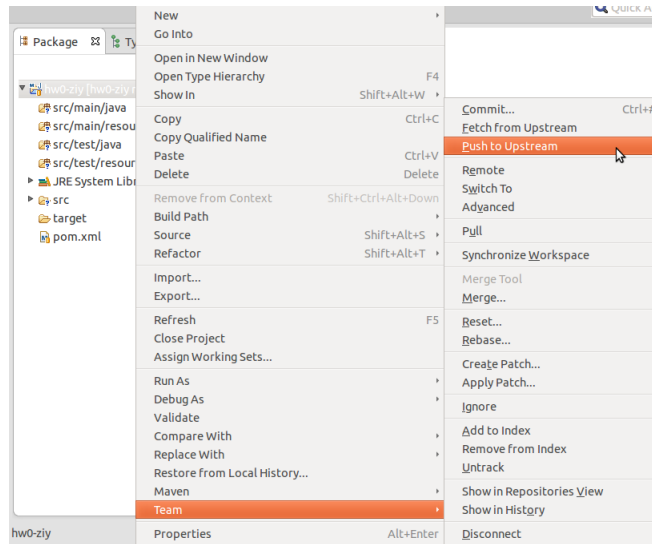 Quick A
Package
Ty
hw0-ziy [hw0-ziy
src/main/java
src/main/resou
src/test/java
src/test/resour
JRE System Libr
src
target
pom.xml
New
Go Into
Open in New Window
Open Type Hierarchy F4
Show In Shift+Alt+W
Copy Ctrl+C
Copy Qualified Name
Paste Ctrl+V
Delete Delete
Remove from Context Shift+Ctrl+Alt+Down
Build Path
Source Shift+Alt+S
Refactor Shift+Alt+T
Import...
Export...
Refresh F5
Close Project
Assign Working Sets...
Run As
Debug As
Validate
Compare With
Replace With
Restore from Local History...
Maven
Team
Properties Alt+Enter
Commit... Ctrl+#
Fetch from Upstream
Push to Upstream
Remote
Switch To
Advanced
Pull
Synchronize Workspace
Merge Tool
Merge...
Reset...
Rebase...
Create Patch...
Apply Patch...
Ignore
Add to Index
Remove from Index
Untrack
Show in Repositories View
Show in History
Disconnect
hw0-ziy